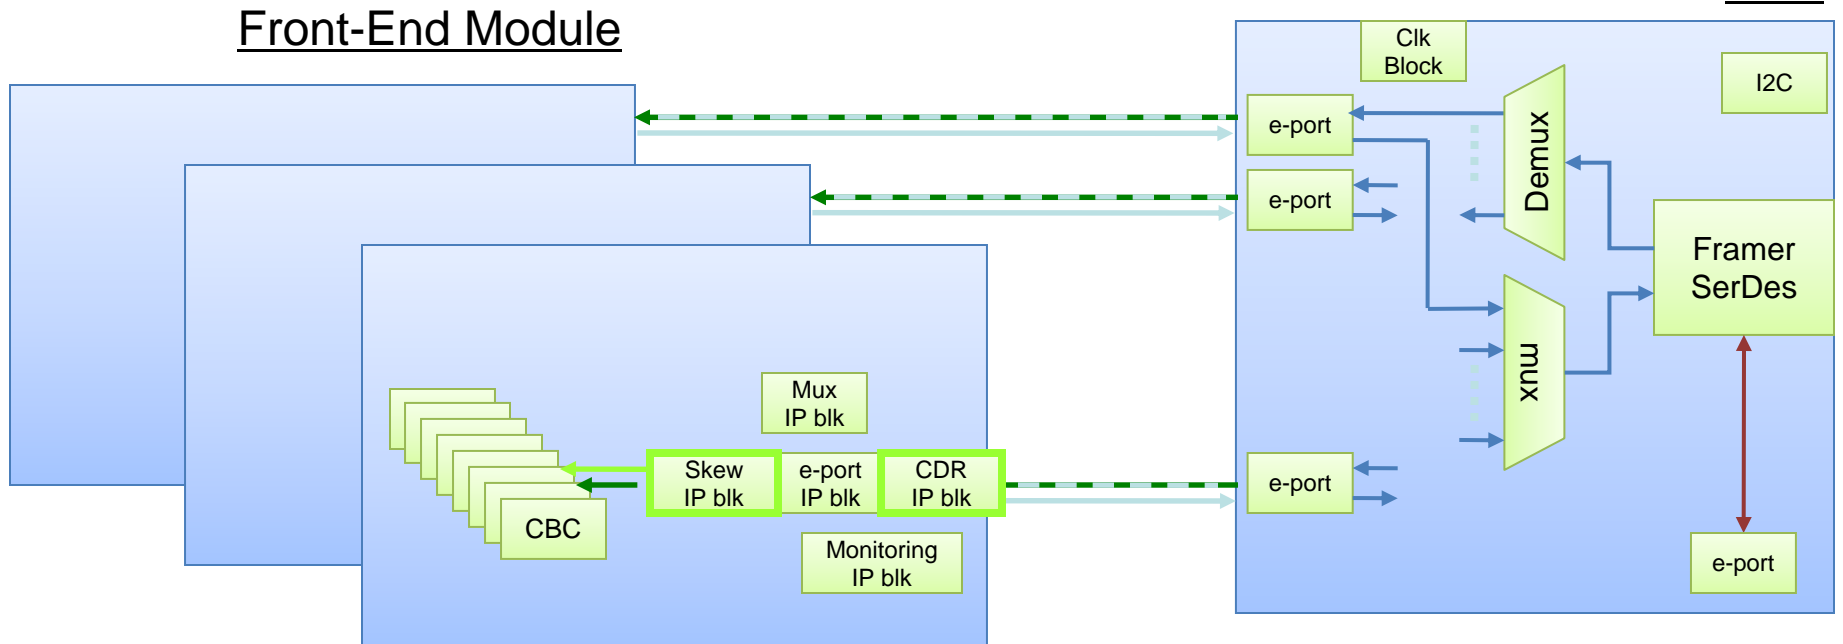 Front-End Module
Clk
Block
I2C
e-port
Demux
e-port
Framer
SerDes
mux
Mux
IP blk
Skew
IP blk
e-port
IP blk
CDR
IP blk
e-port
CBC
Monitoring
IP blk
e-port